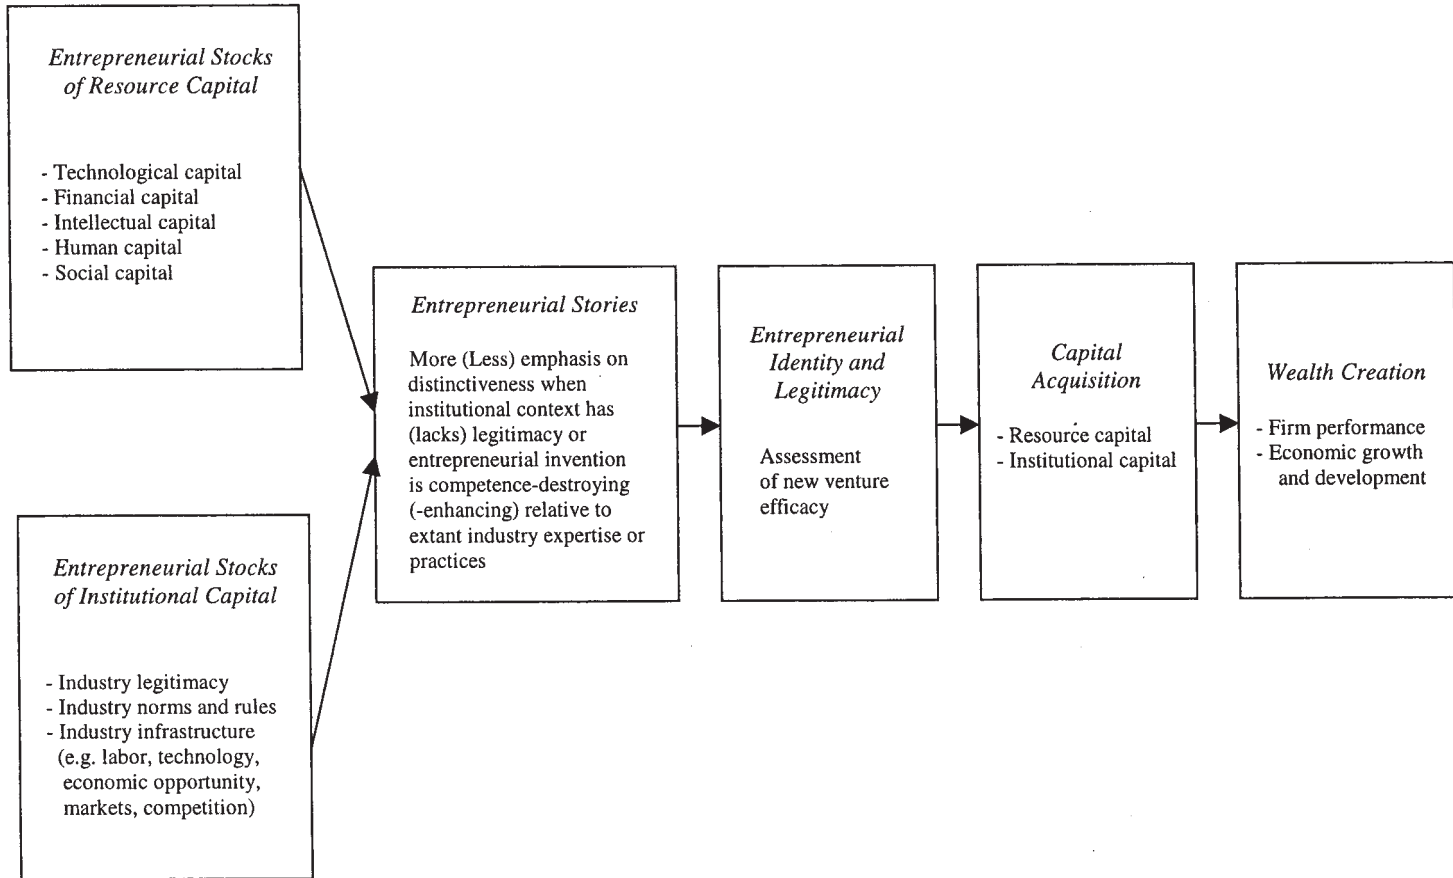 Entrepreneurial Stocks
of Resource Capital
- Technological capital
- Financial capital
- Intellectual capital
- Human capital
- Social capital
Entrepreneurial Stocks
of Institutional Capital
- Industry legitimacy
- Industry norms and rules
- Industry infrastructure
(e.g. labor, technology,
economic opportunity,
markets, competition)
Entrepreneurial Stories
More (Less) emphasis on
distinctiveness when
institutional context has
(lacks) legitimacy or
entrepreneurial invention
is competence-destroying
(-enhancing) relative to
extant industry expertise or
practices
Entrepreneurial
Identity and
Legitimacy
Assessment
of new venture
efficacy
Capital
Acquisition
- Resource capital
- Institutional capital
Wealth Creation
- Firm performance
- Economic growth
and development